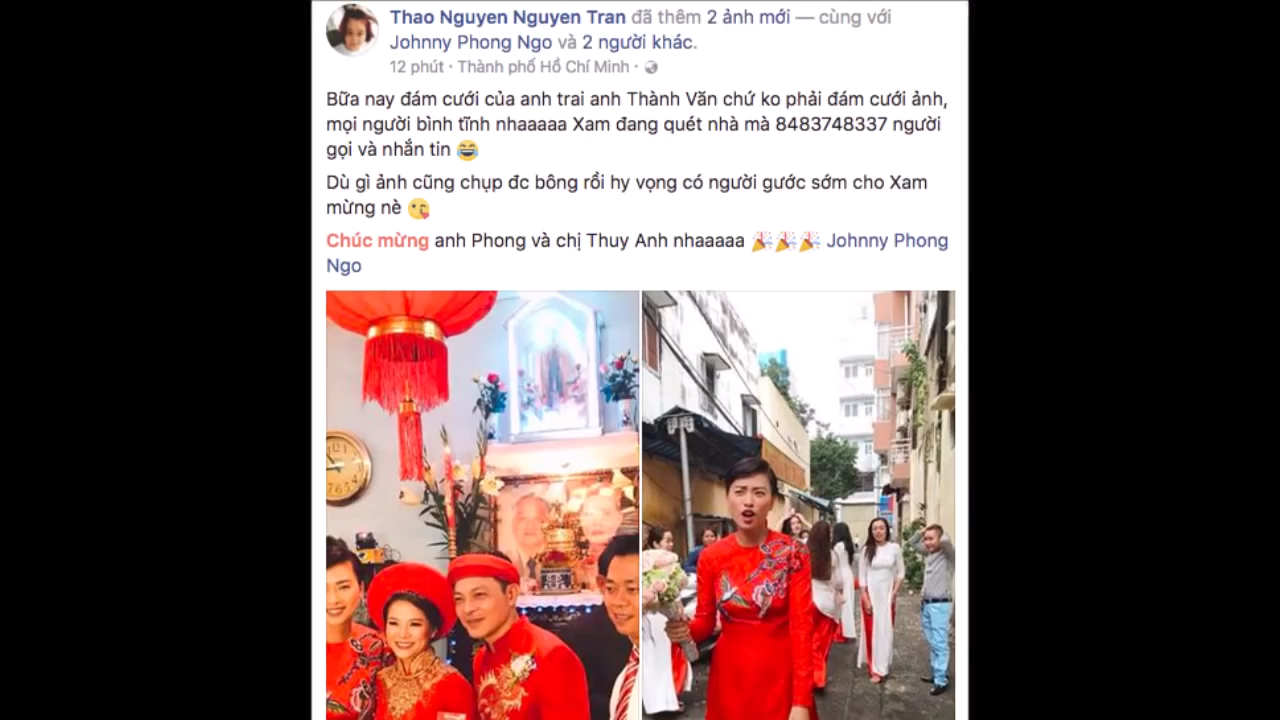 Thao Nguyen Nguyen Tran đã thêm 2 ảnh mới — cùng với
Johnny Phong Ngo và 2 người khác.
12 phút · Thành phố Hồ Chí Minh ·
Bữa nay đám cưới của anh trai anh Thành Văn chứ ko phải đám cưới ảnh,
mọi người bình tĩnh nhaaaaa Xam đang quét nhà mà 8483748337 người
gọi và nhắn tin 😂
Dù gì ảnh cũng chụp đc bông rồi hy vọng có người gước sớm cho Xam
mừng nè 😘
Chúc mừng anh Phong và chị Thuy Anh nhaaaaa 🎉🎉🎉 Johnny Phong
Ngo